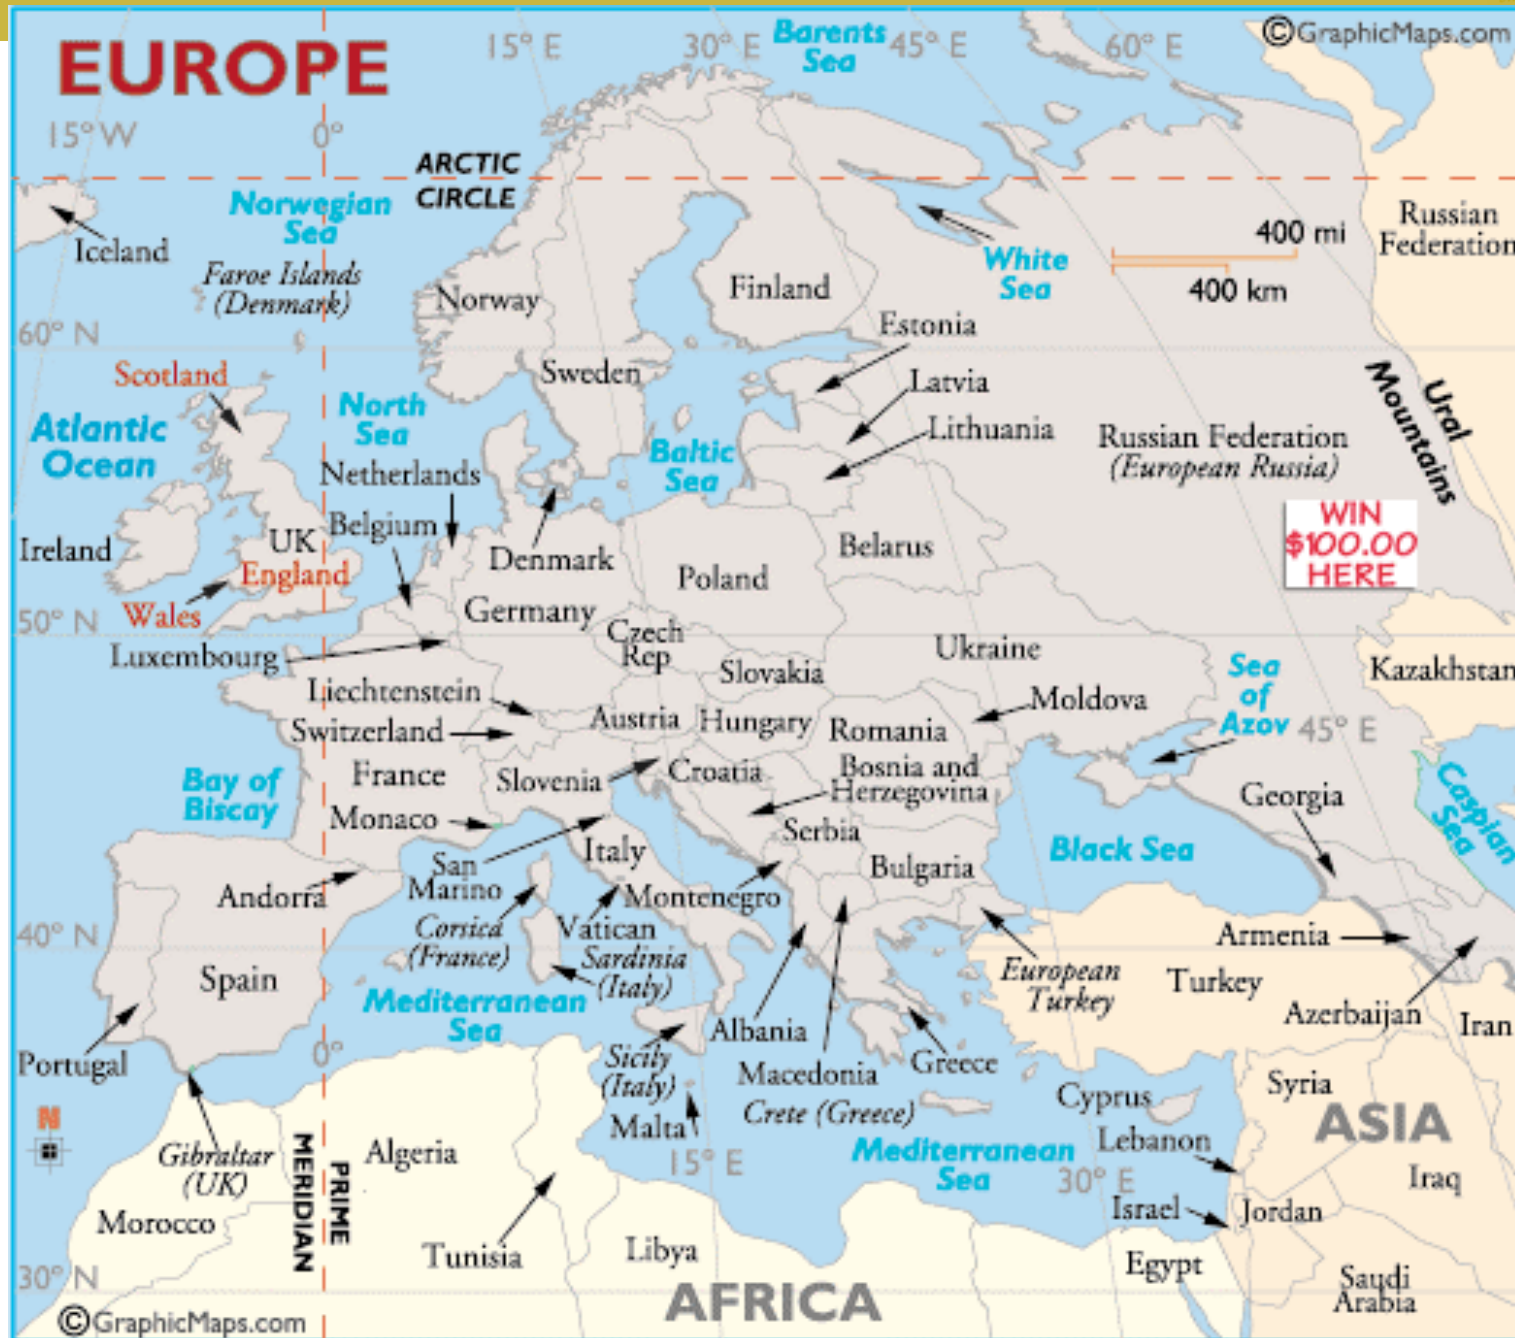 EUROPE
15° E
30° E
Barents
Sea
45° E
60° E
©GraphicMaps.com
15° W
0°
ARCTIC
CIRCLE
Norwegian
Sea
Iceland
Faroe Islands
(Denmark)
Norway
Finland
White
Sea
400 mi
400 km
Russian
Federation
60° N
Estonia
Scotland
Sweden
Latvia
Ural
Mountains
North
Sea
Atlantic
Ocean
Lithuania
Baltic
Sea
Russian Federation
(European Russia)
Netherlands
Belgium
WIN
$100.00
HERE
Ireland
UK
England
Denmark
Belarus
Poland
Wales
Germany
50° N
Czech
Rep
Ukraine
Luxembourg
Slovakia
Sea
of
Azov
Kazakhstan
Liechtenstein
Moldova
Austria
Hungary
Switzerland
Romania
45° E
France
Slovenia
Croatia
Bosnia and
Herzegovina
Bay of
Biscay
Georgia
Caspian
Sea
Monaco
Serbia
Italy
Black Sea
San
Marino
Bulgaria
Andorra
Montenegro
Corsica
(France)
Vatican
40° N
Armenia
Sardinia
(Italy)
European
Turkey
Turkey
Spain
Mediterranean
Sea
Azerbaijan
Iran
Albania
Portugal
0°
Sicily
(Italy)
Macedonia
Greece
Crete (Greece)
Cyprus
Syria
N
Malta
ASIA
Gibraltar
(UK)
Algeria
Lebanon
PRIME
MERIDIAN
15° E
Mediterranean
Sea
30° E
Iraq
Morocco
Israel
Jordan
Tunisia
Libya
Egypt
30° N
AFRICA
Saudi
Arabia
©GraphicMaps.com